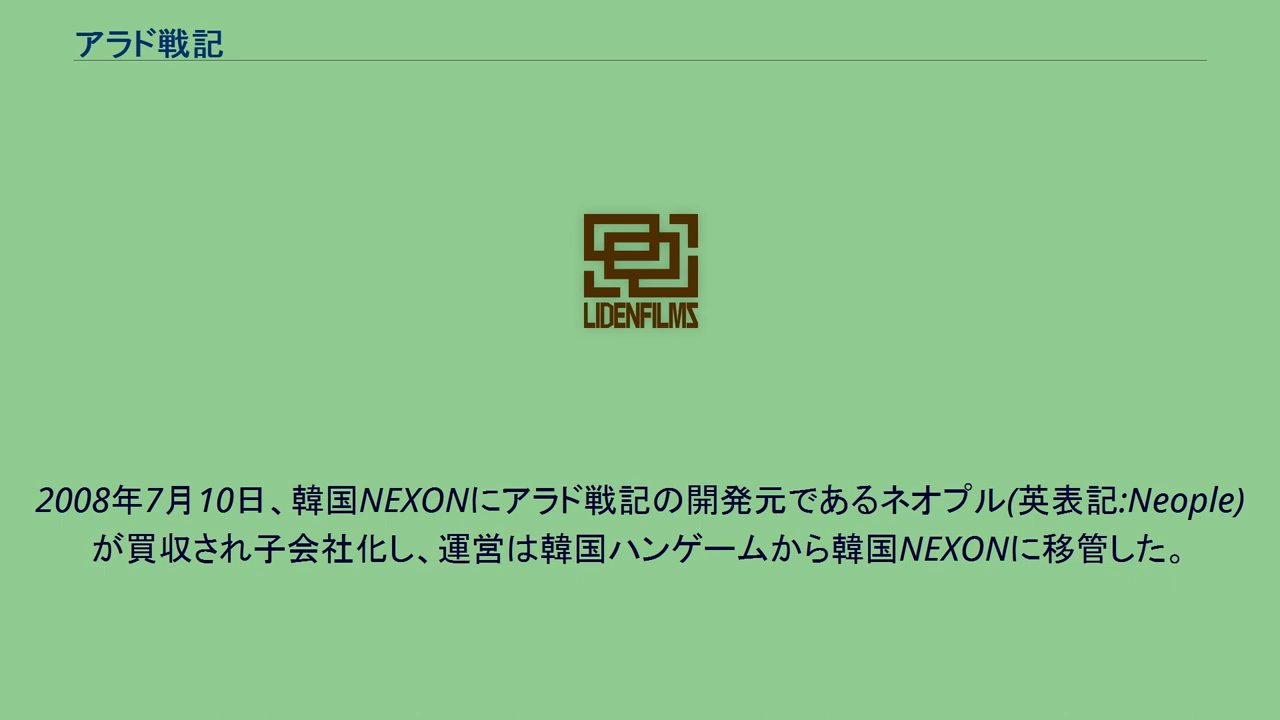 アラド戦記
LIDENFILMS
2008年7月10日、韓国NEXONにアラド戦記の開発元であるネオプル(英表記:Neople)
が買収され子会社化し、運営は韓国ハンゲームから韓国NEXONに移管した。